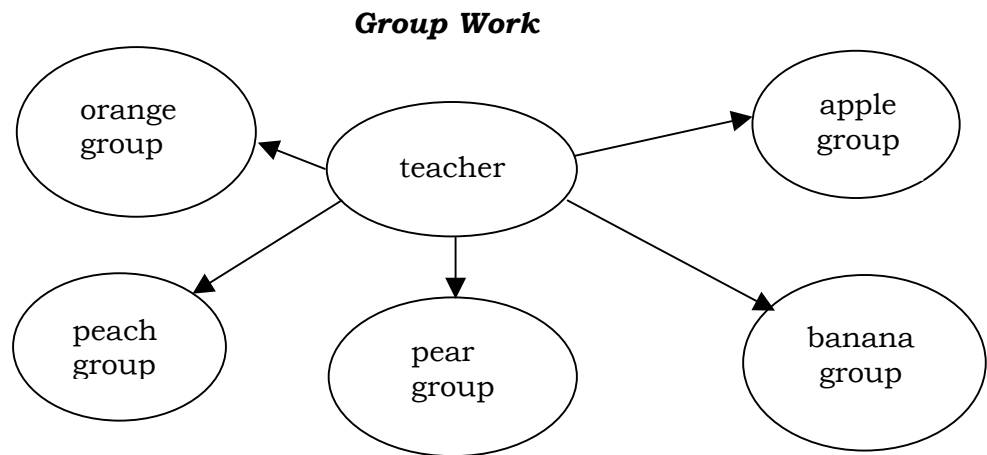 Group Work
orange
group
teacher
apple
group
peach
group
pear
group
banana
group